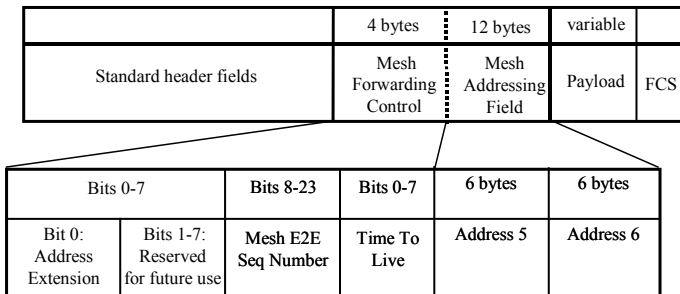 4 bytes 12 bytes variable
Standard header fields
Mesh
Forwarding
Control
Mesh
Addressing
Field
Payload
FCS
Bits 0-7 Bits 8-23 Bits 0-7 6 bytes 6 bytes
Bit 0:
Address
Extension
Bits 1-7:
Reserved
for future use
Mesh E2E
Seq Number
Time To
Live
Address 5
Address 6